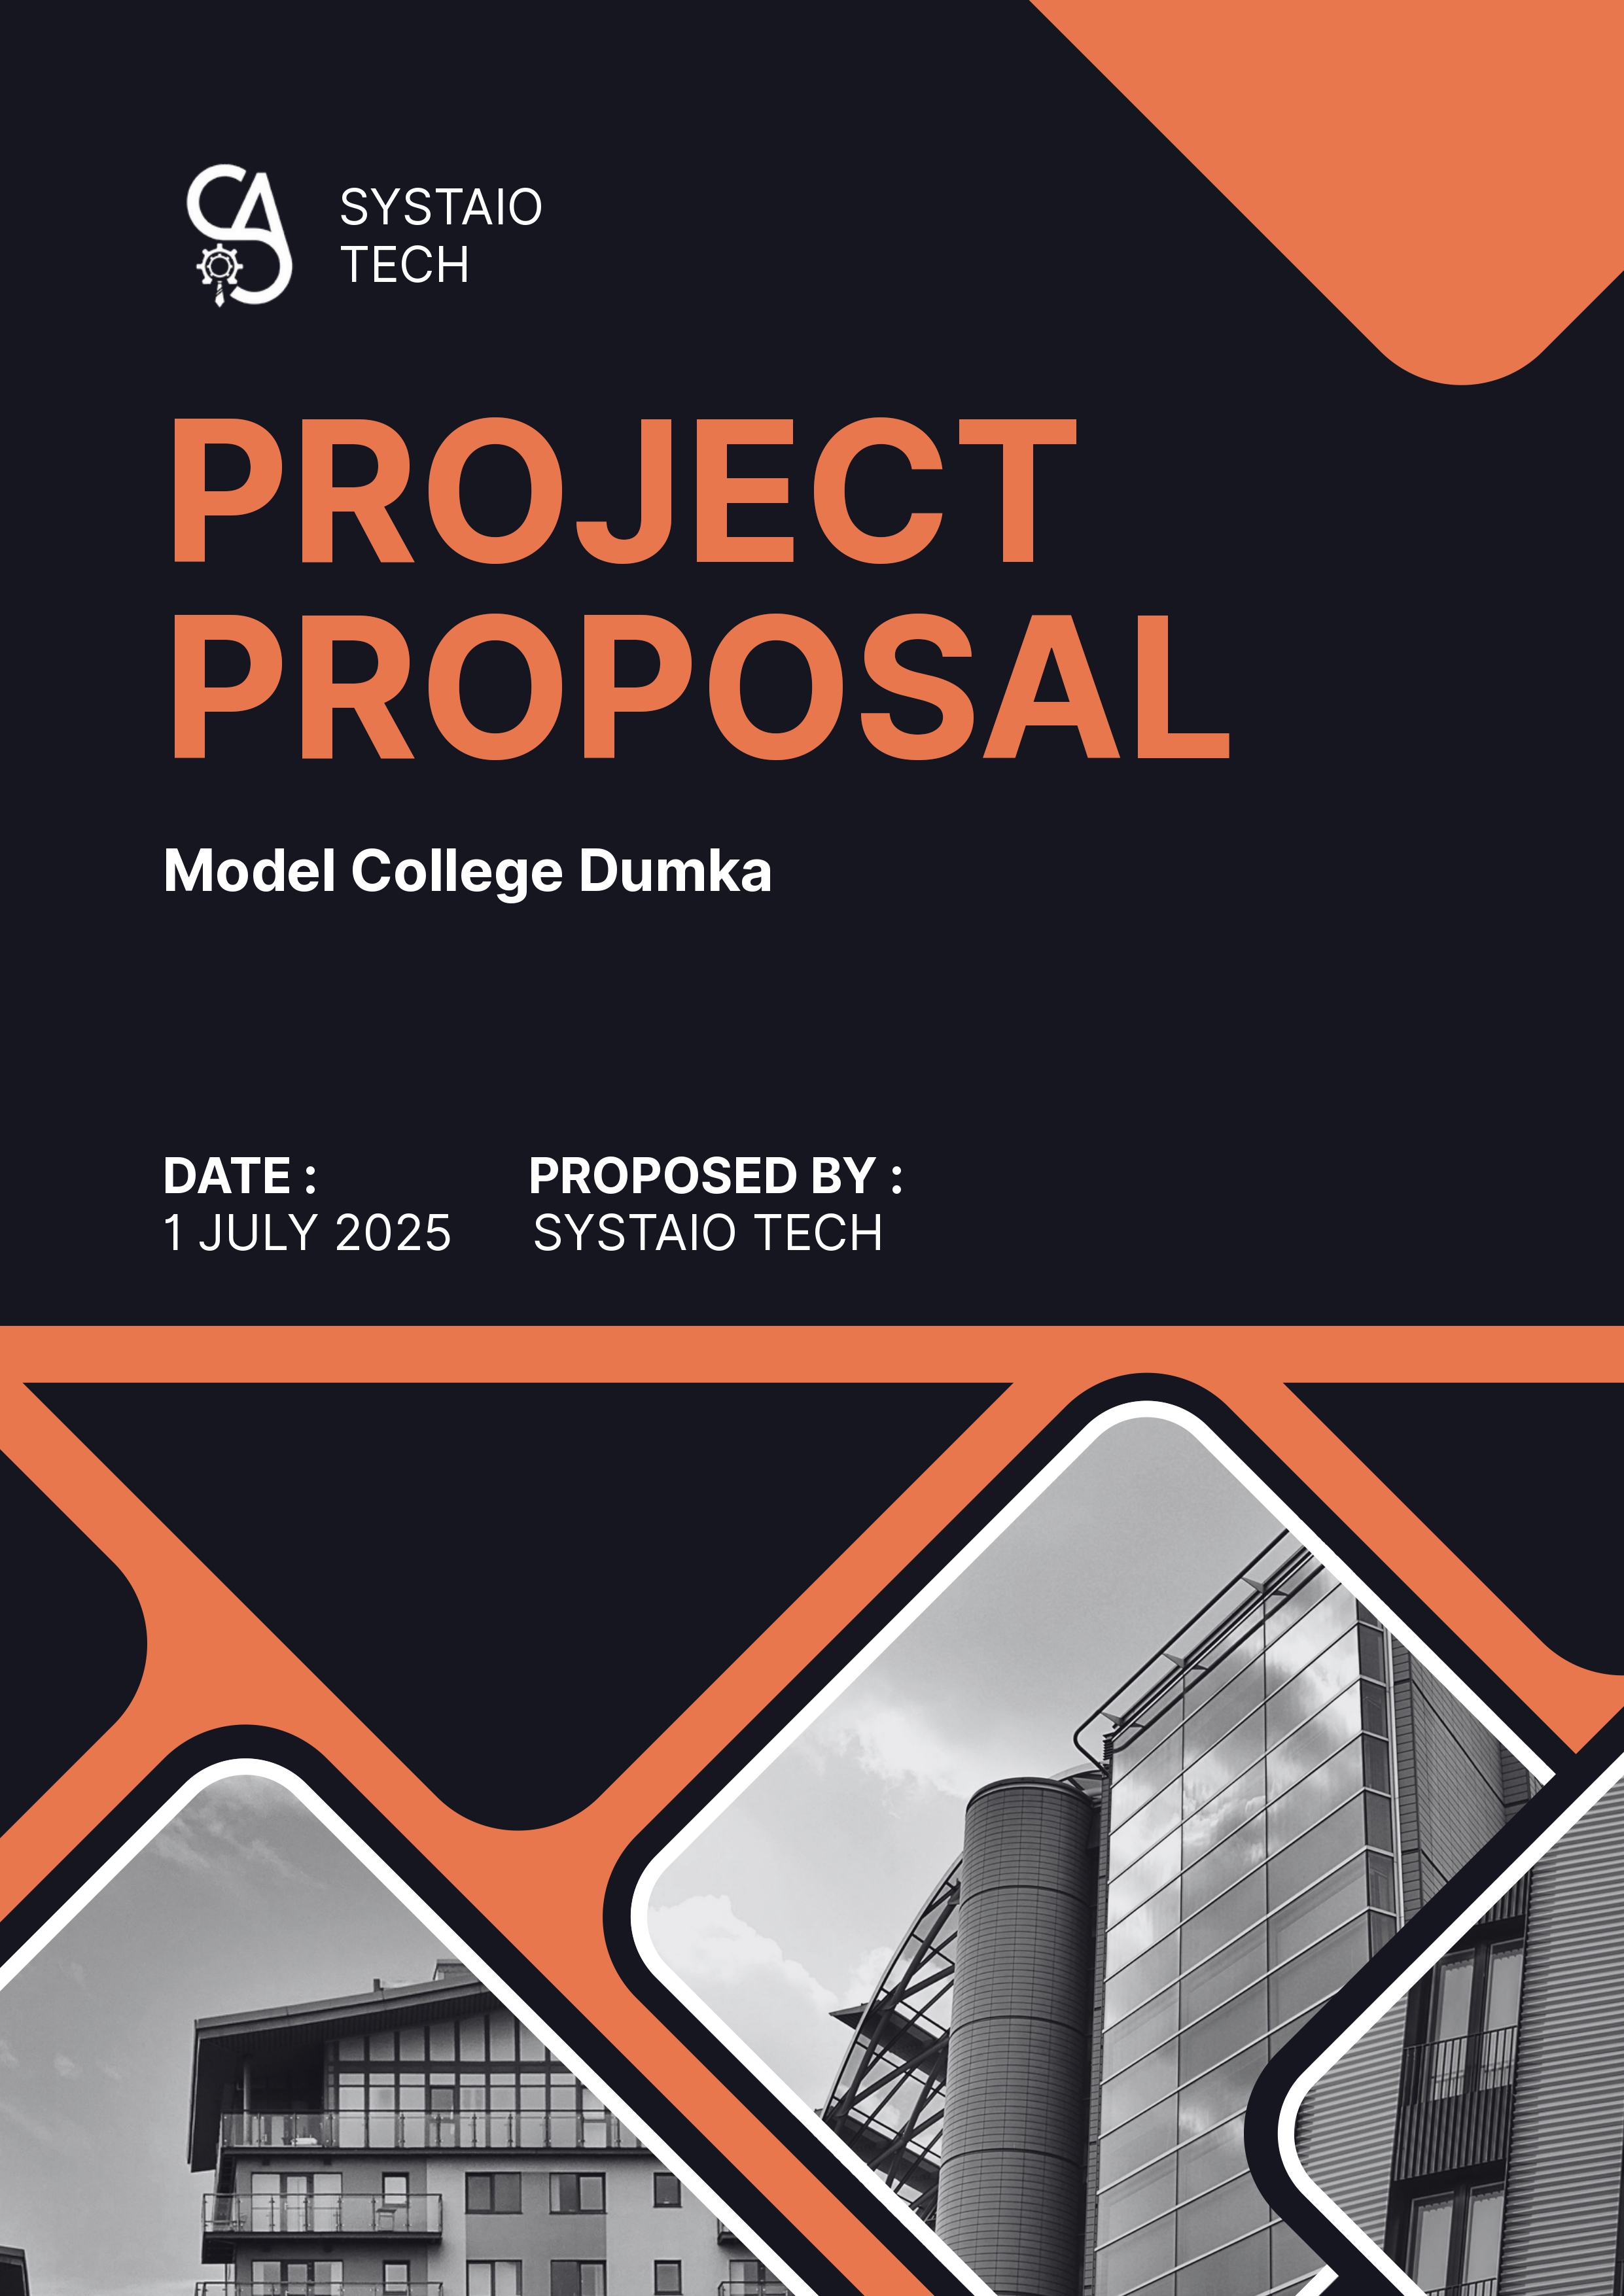 SYSTAIO
TECH
PROJECT
PROPOSAL
Model College Dumka
DATE :
1 JULY 2025
PROPOSED BY :
SYSTAIO TECH